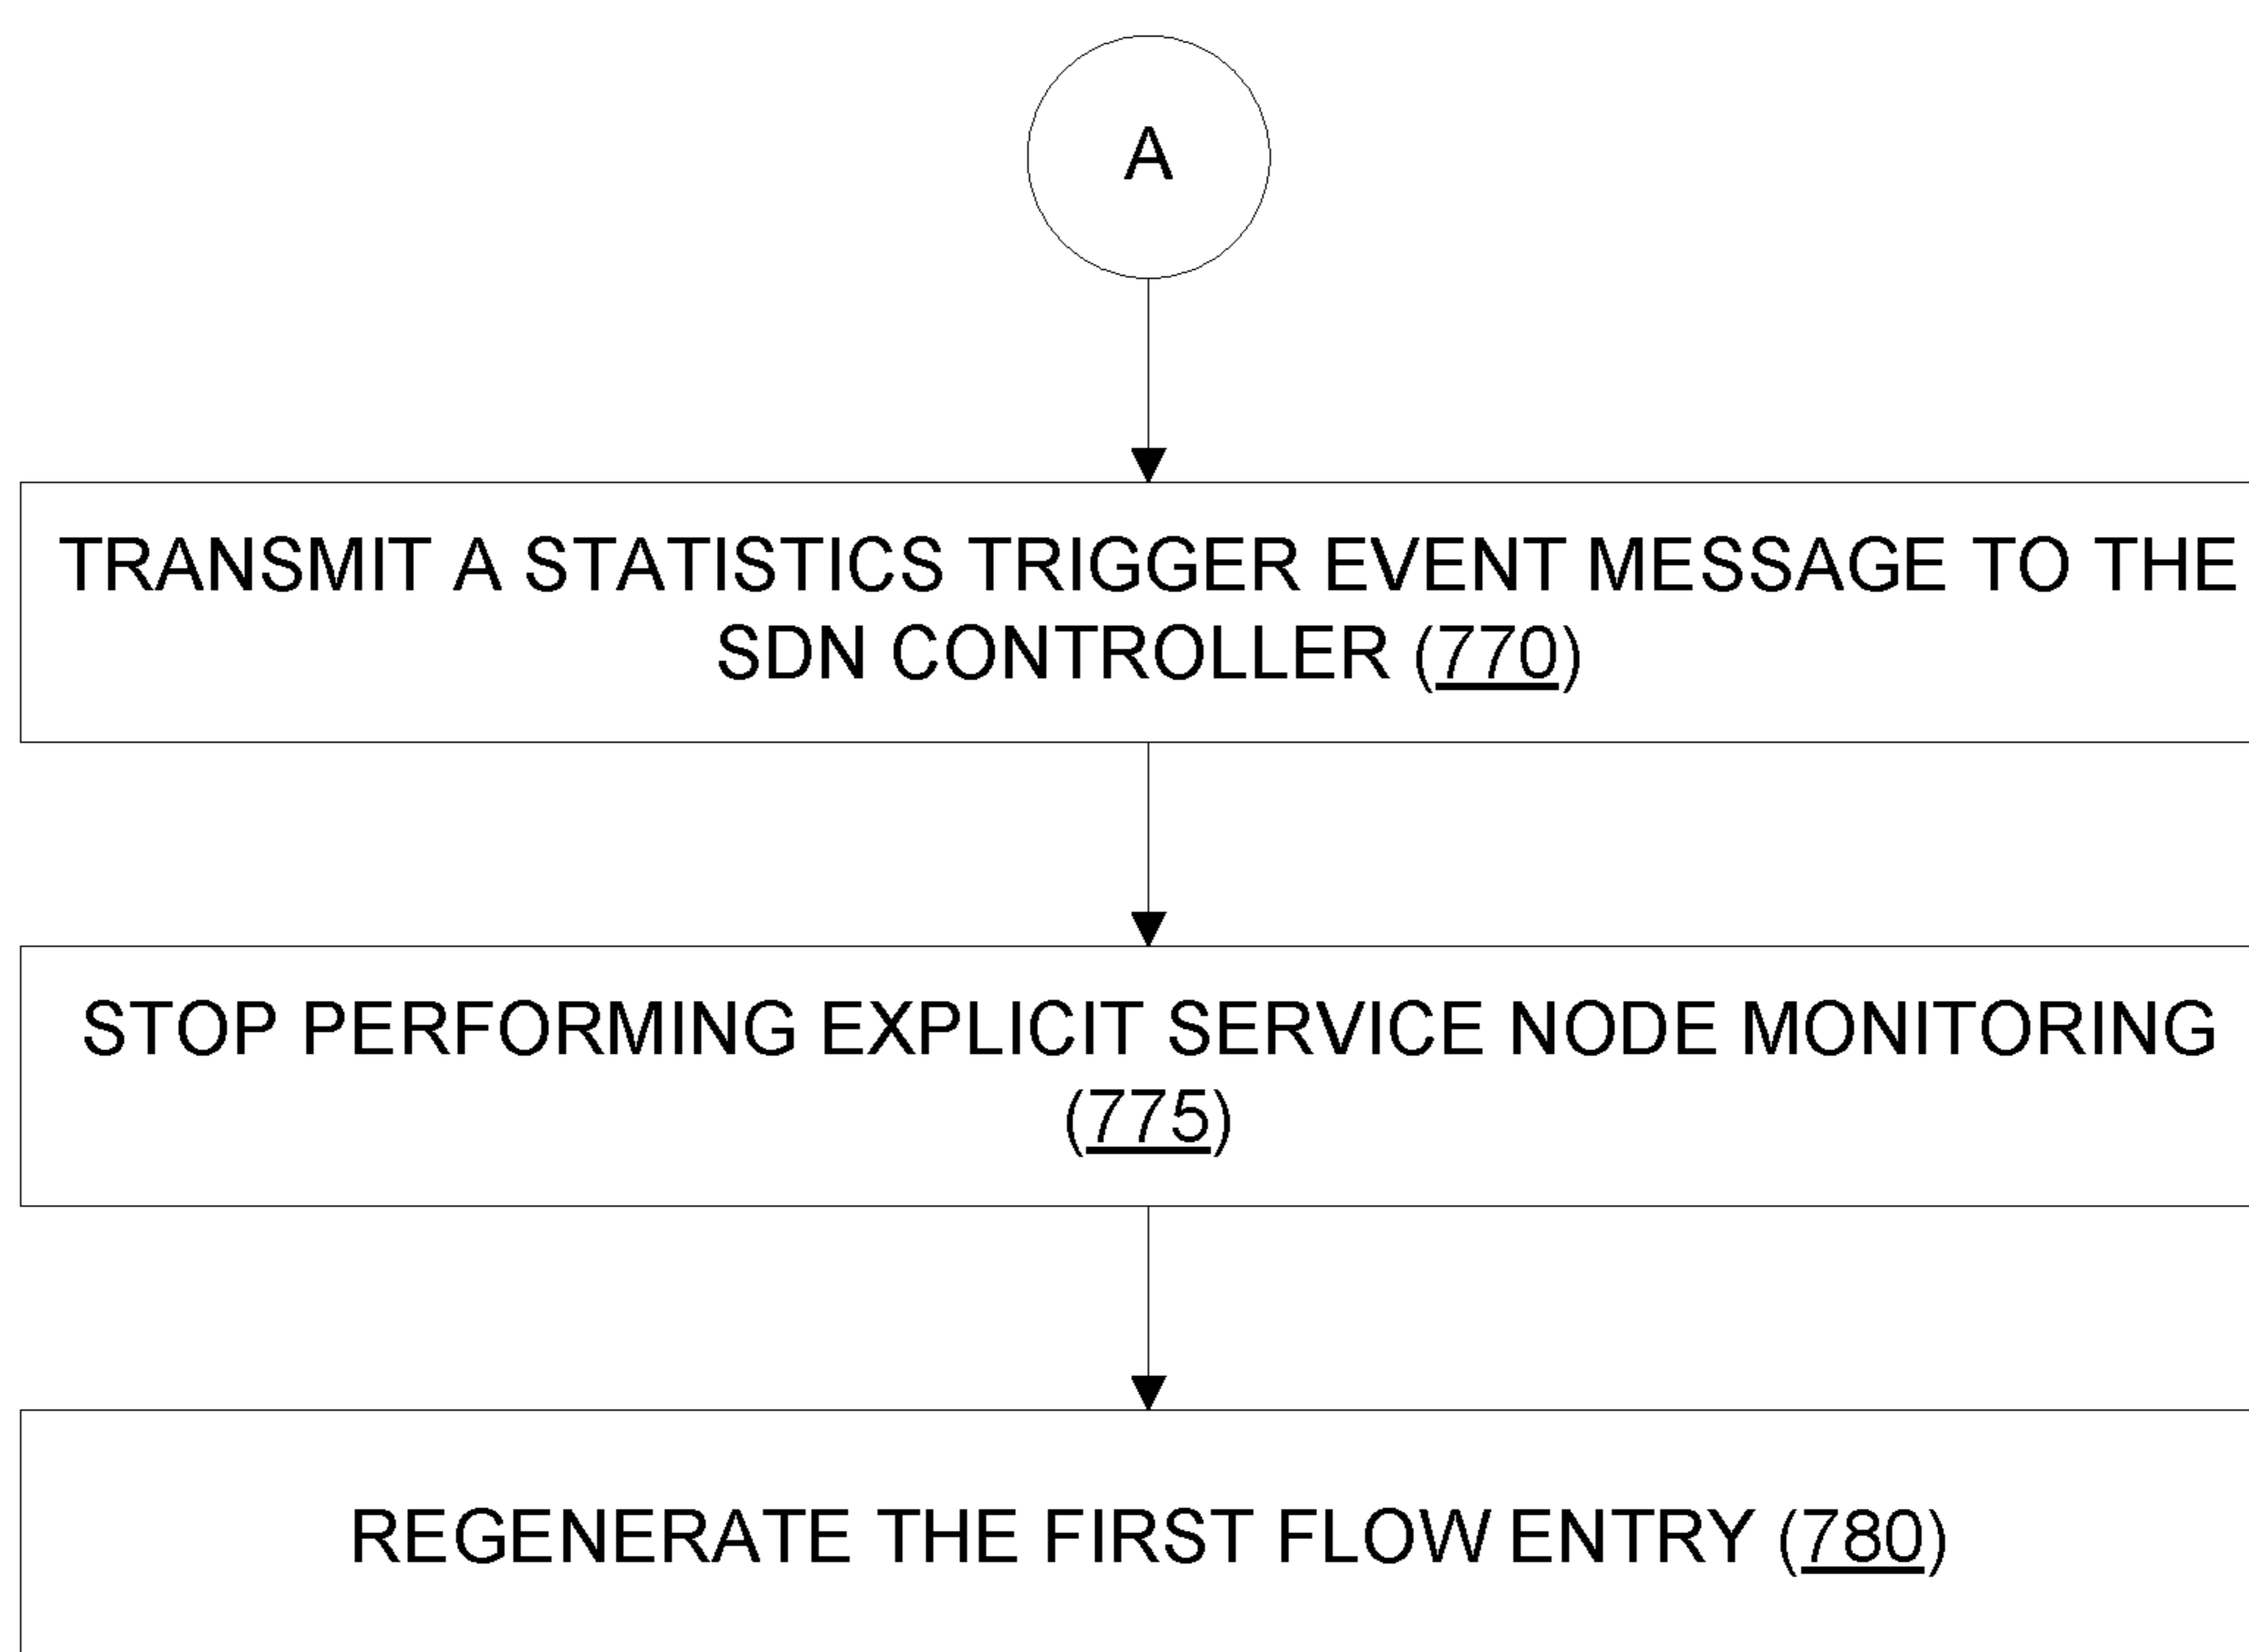 A
TRANSMIT A STATISTICS TRIGGER EVENT MESSAGE TO THE
SDN CONTROLLER (770)
STOP PERFORMING EXPLICIT SERVICE NODE MONITORING
(775)
REGENERATE THE FIRST FLOW ENTRY (780)